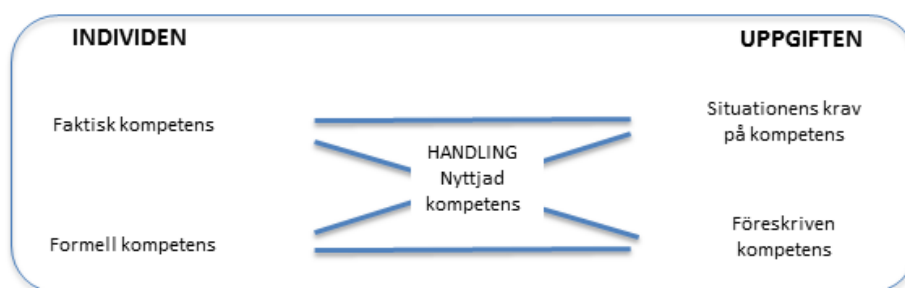 INDIVIDEN
UPPGIFTEN
Faktisk kompetens
Situationens krav
på kompetens
HANDLING
Nyttjad
kompetens
Formell kompetens
Föreskriven
kompetens